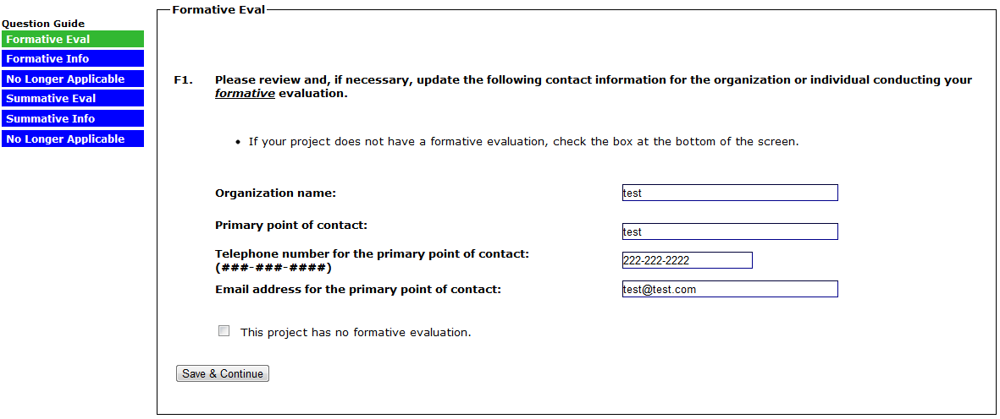 Question Guide
Formative Eval
Formative Info
No Longer Applicable
Summative Eval
Summative Info
No Longer Applicable
Formative Eval
F1. Please review and, if necessary, update the following contact information for the organization or individual conducting your
formative evaluation.
• If your project does not have a formative evaluation, check the box at the bottom of the screen.
Organization name: test
Primary point of contact: test
Telephone number for the primary point of contact: 222-222-2222
(###-###-####)
Email address for the primary point of contact: test@test.com
This project has no formative evaluation.
Save & Continue